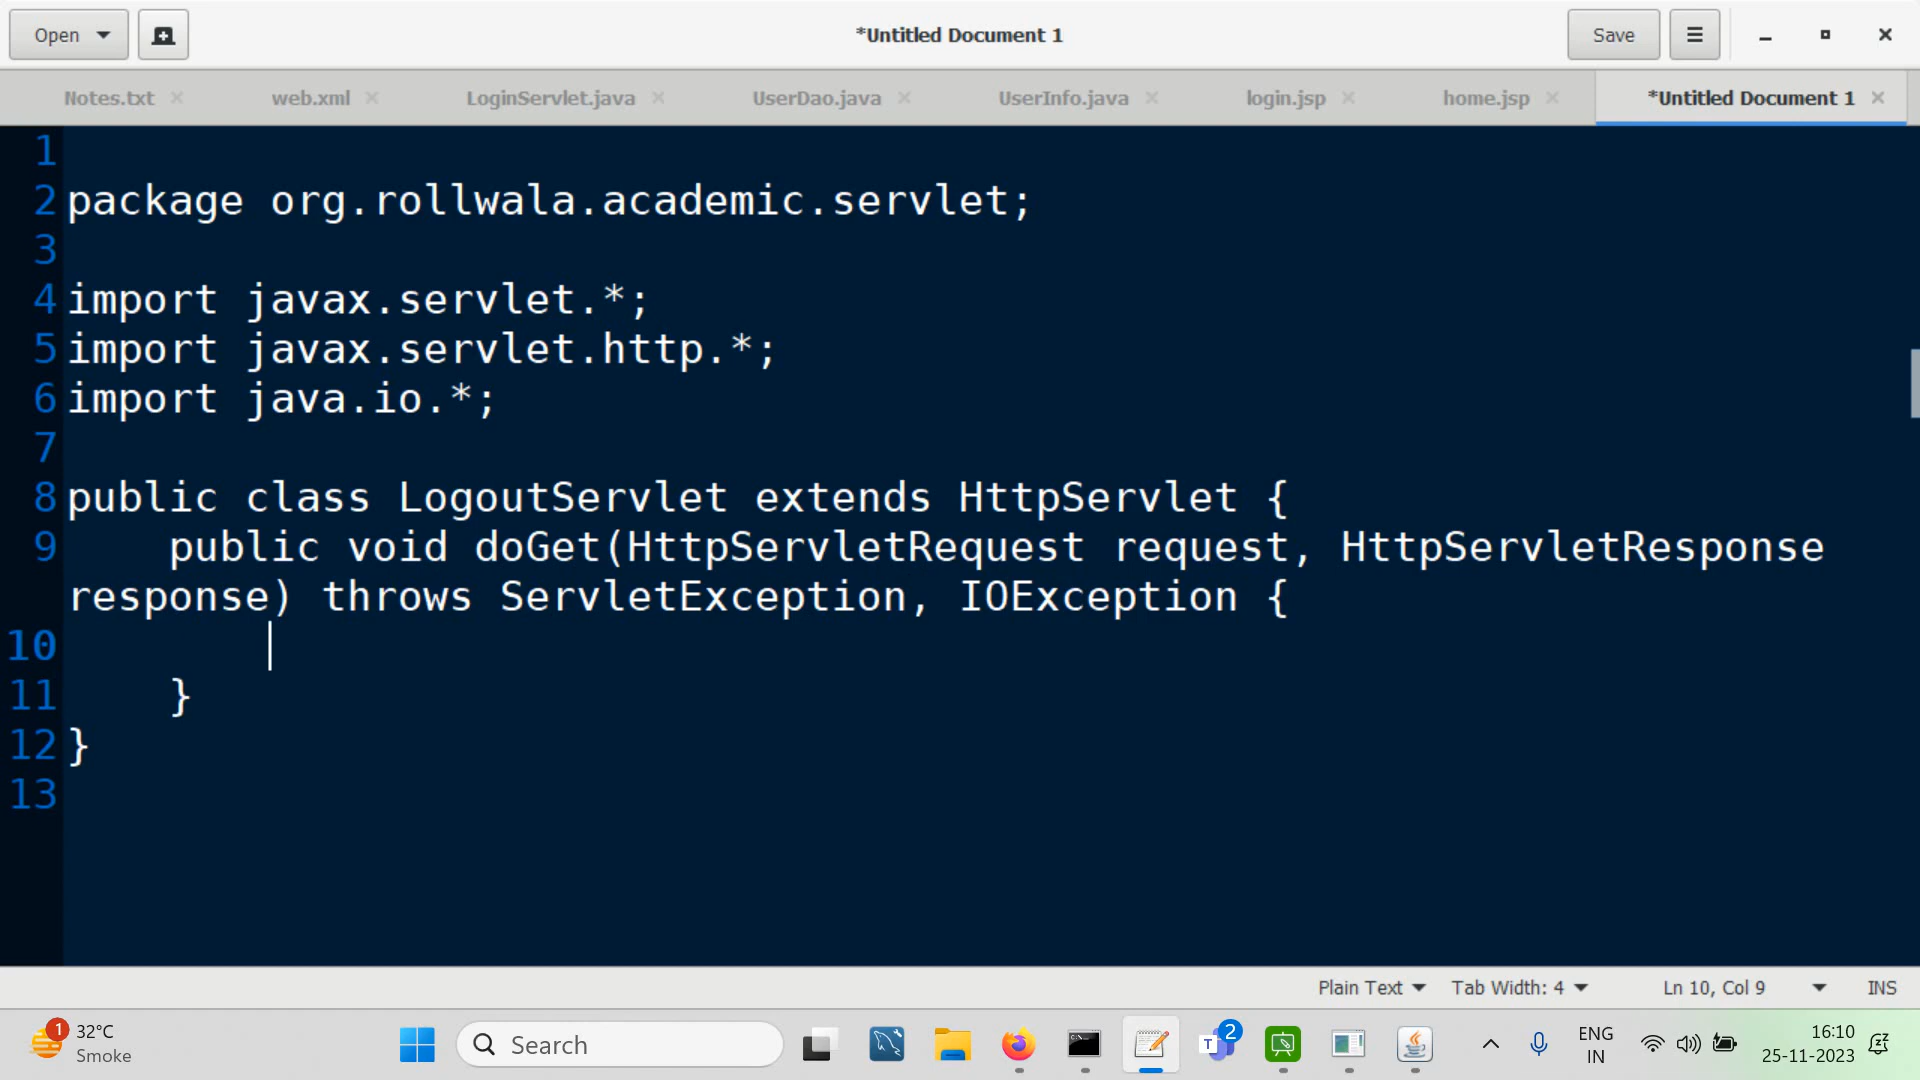 Open
*Untitled Document 1
Save
Notes.txt
web.xml
LoginServlet.java
UserDao.java
UserInfo.java
login.jsp
home.jsp
*Untitled Document 1
1
2 package org.rollwala.academic.servlet;
3
4 import javax.servlet.*;
5 import javax.servlet.http.*;
6 import java.io.*;
7
8 public class LogoutServlet extends HttpServlet {
9     public void doGet(HttpServletRequest request, HttpServletResponse
response) throws ServletException, IOException {
10
11     }
12 }
13
Plain Text
Tab Width: 4
Ln 10, Col 9
INS
1
32°C
Smoke
Search
T
2
ENG
IN
16:10
25-11-2023